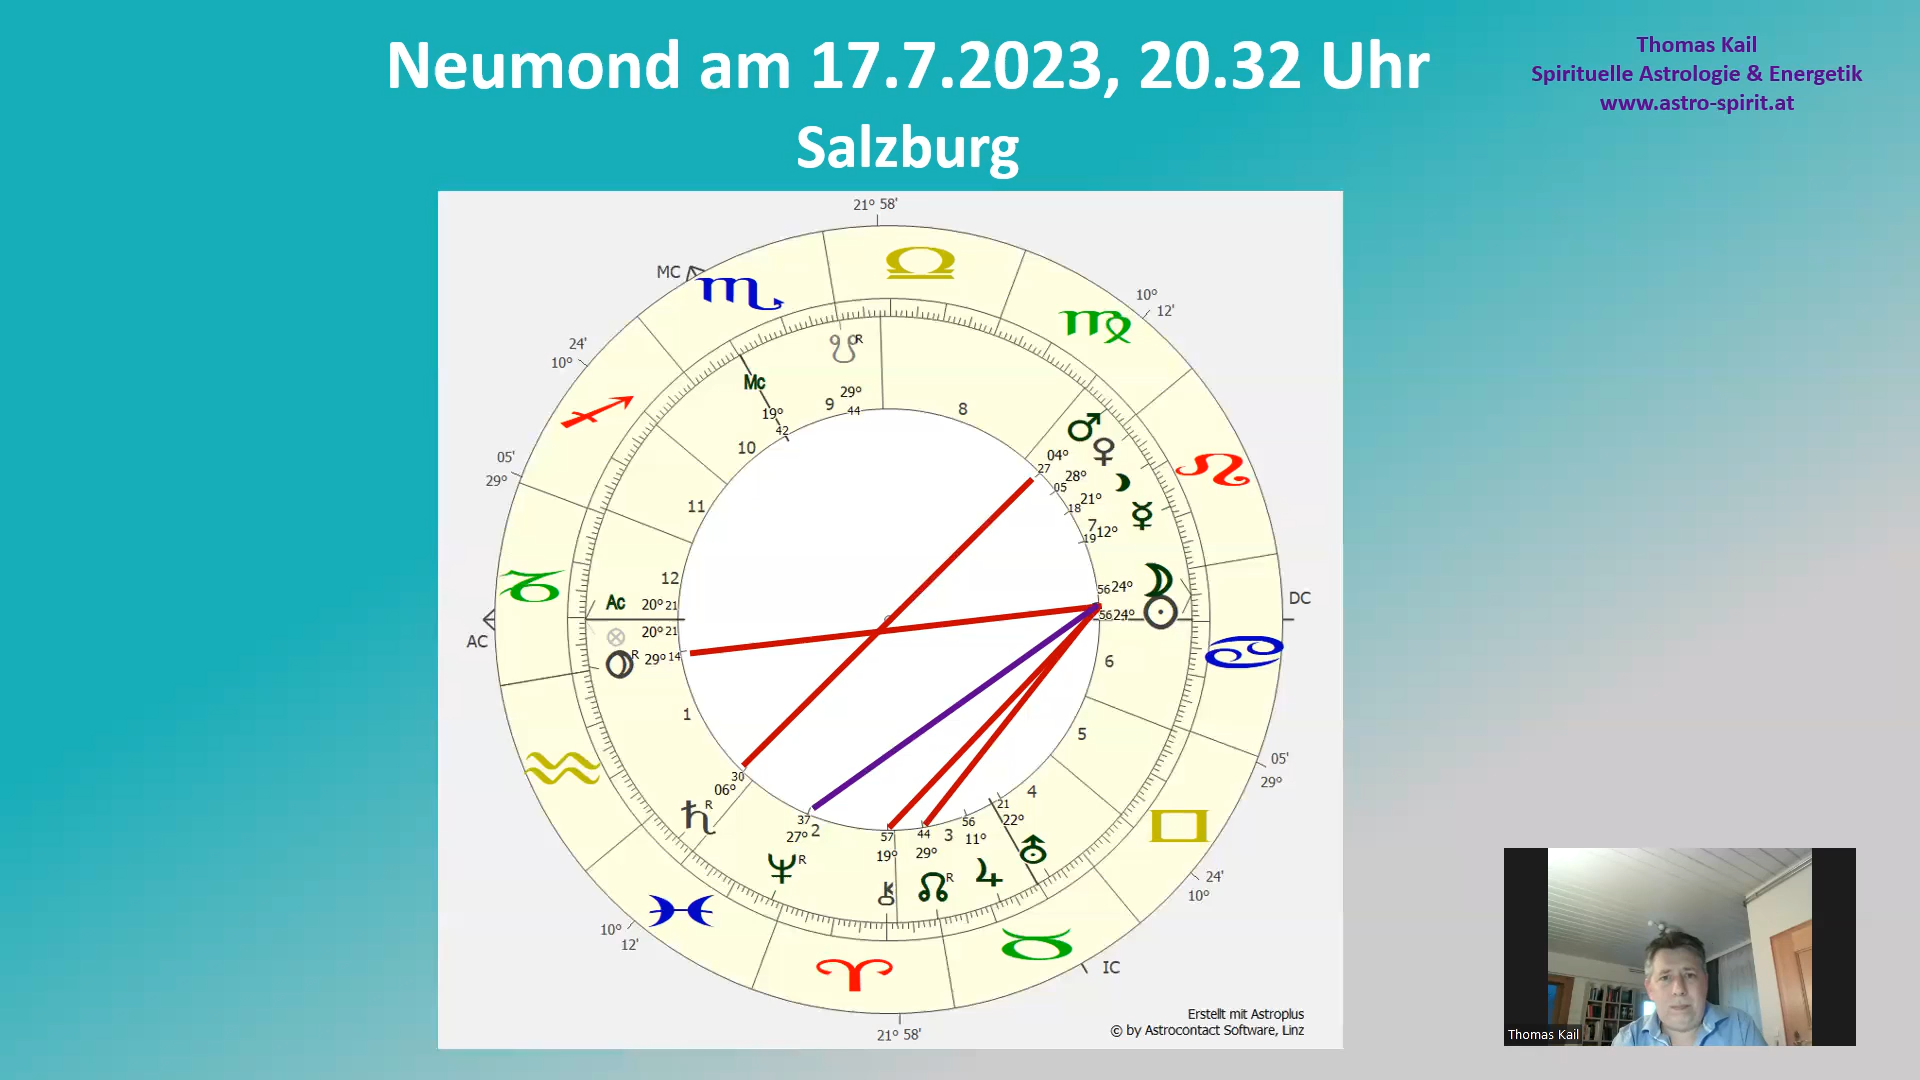 Neumond am 17.7.2023, 20.32 Uhr
Salzburg
Thomas Kail
Spirituelle Astrologie & Energetik
www.astro-spirit.at
21° 58'
MC
10°
12'
24'
10°
Mc
19°
42
9
29°
44
R
8
10
04°
27
28°
05
21°
18
7
12°
19
05'
29°
11
12
Ac
20° 21
20° 21
R
29° 14
AC
56 24°
56 24°
DC
6
1
5
30
06°
R
4
05'
29°
37
27°
2
R
57
19°
44
29°
3
R
56
11°
21
22°
24'
10°
10°
12'
IC
21° 58'
Erstellt mit Astroplus
© by Astrocontact Software, Linz
Thomas Kail